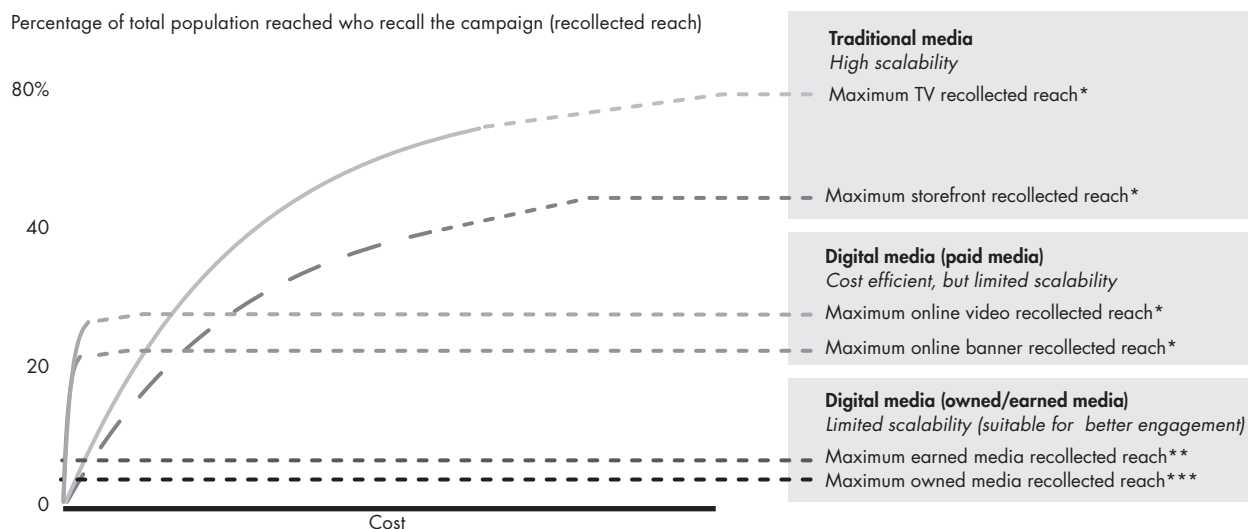 Percentage of total population reached who recall the campaign (recollected reach)
80%
40
20
0
Cost
Traditional media
High scalability
Maximum TV recollected reach*
Maximum storefront recollected reach*
Digital media (paid media)
Cost efficient, but limited scalability
Maximum online video recollected reach*
Maximum online banner recollected reach*
Digital media (owned/earned media)
Limited scalability (suitable for better engagement)
Maximum earned media recollected reach**
Maximum owned media recollected reach***